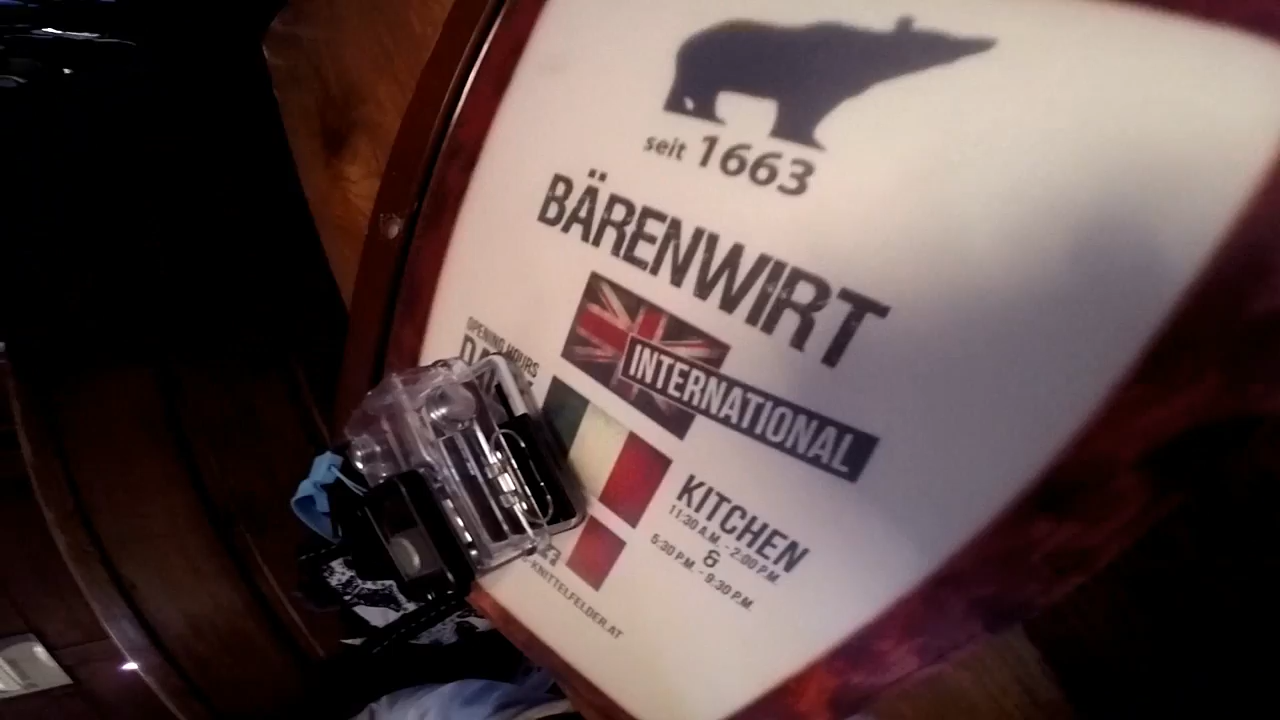 seit 1663
BÄRENWIRT
INTERNATIONAL
OPENING HOURS
KITCHEN
11:30 A.M. - 2:00 P.M.
&
5:30 P.M. - 9:30 P.M.
-KNITTELFELDER.AT